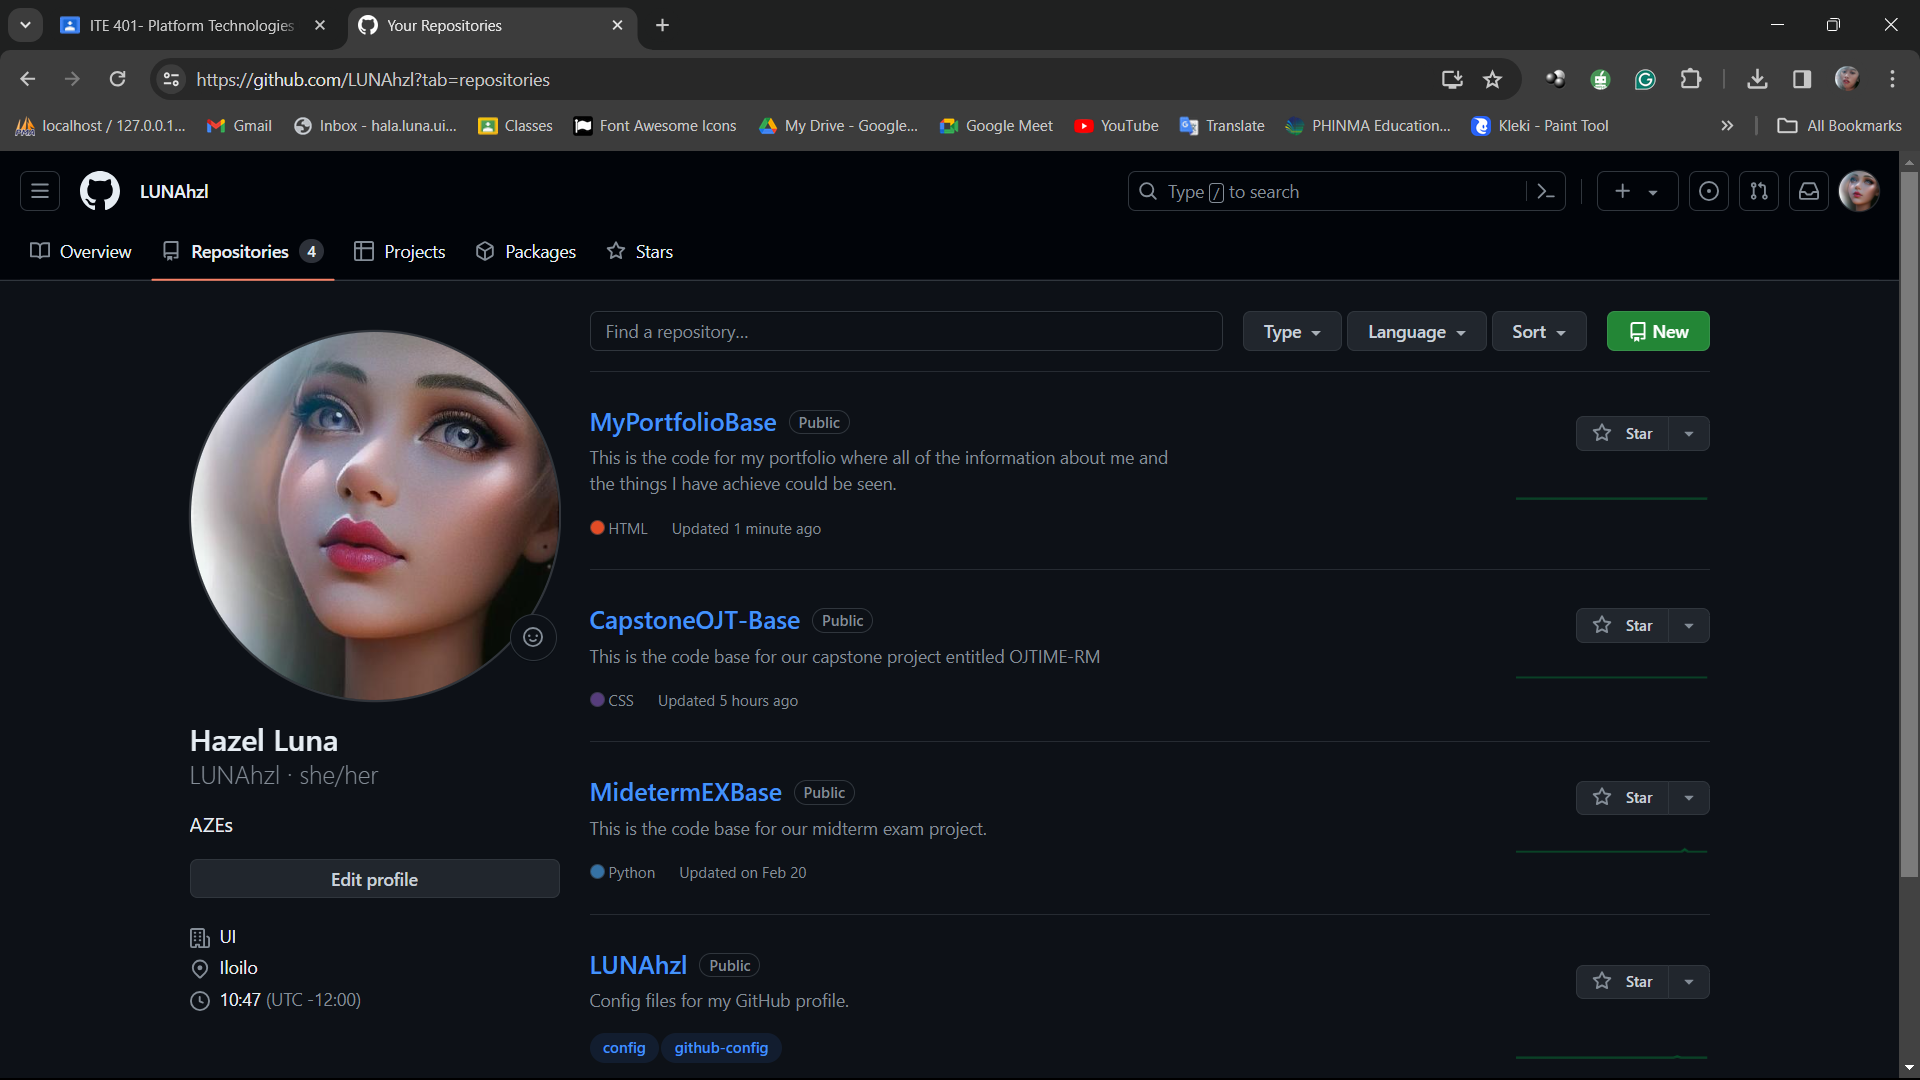 ITE 401- Platform Technologies
Your Repositories
https://github.com/LUNAhzl?tab=repositories
localhost / 127.0.0.1...
Gmail
Inbox - hala.luna.ui...
Classes
Font Awesome Icons
My Drive - Google...
Google Meet
YouTube
Translate
PHINMA Education...
Kleki - Paint Tool
»
All Bookmarks
LUNAhzl
Type / to search
Overview
Repositories 4
Projects
Packages
Stars
Find a repository...
Type
Language
Sort
New
MyPortfolioBase Public
Star
This is the code for my portfolio where all of the information about me and
the things I have achieve could be seen.
HTML Updated 1 minute ago
CapstoneOJT-Base Public
Star
This is the code base for our capstone project entitled OJTIME-RM
CSS Updated 5 hours ago
MidetermEXBase Public
Star
This is the code base for our midterm exam project.
Python Updated on Feb 20
LUNAhzl Public
Star
Config files for my GitHub profile.
config github-config
Hazel Luna
LUNAhzl · she/her
AZEs
Edit profile
UI
Iloilo
10:47 (UTC -12:00)